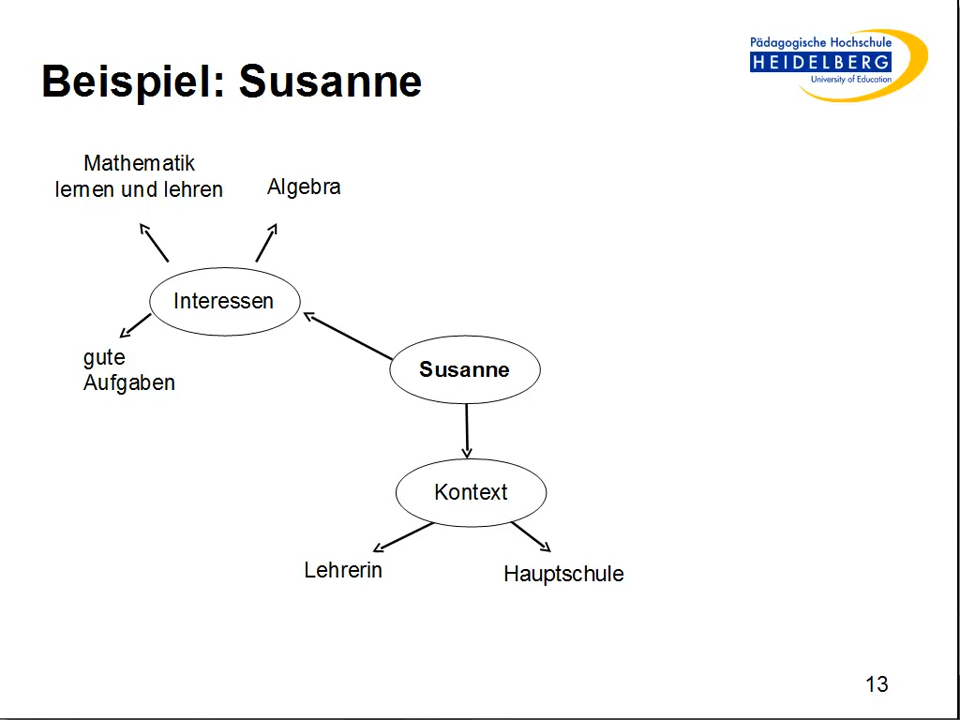 Pädagogische Hochschule
HEIDELBERG
University of Education
Beispiel: Susanne
Mathematik
lernen und lehren
Algebra
Interessen
gute
Aufgaben
Susanne
Kontext
Lehrerin
Hauptschule
13